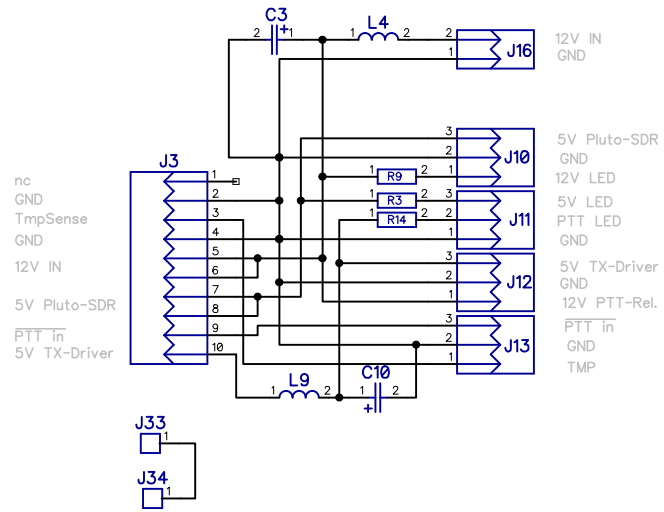 C3
L4
2 1 1 2 2
+
J16
12V IN
1
GND
3
5V Pluto-SDR
2
J10
GND
J3
1 R9 2 1
12V LED
nc
1
GND
2
1 R3 2 3
5V LED
TmpSense
3
1 R14 2 2
J11
PTT LED
GND
4
1
GND
12V IN
5
3
5V TX-Driver
6
2
J12
GND
5V Pluto-SDR
7
1
12V PTT-Rel.
8
3
PTT in
PTT in
9
2
J13
GND
5V TX-Driver
10
1
TMP
L9
C10
1 2 1 2
+
J33
1
J34
1